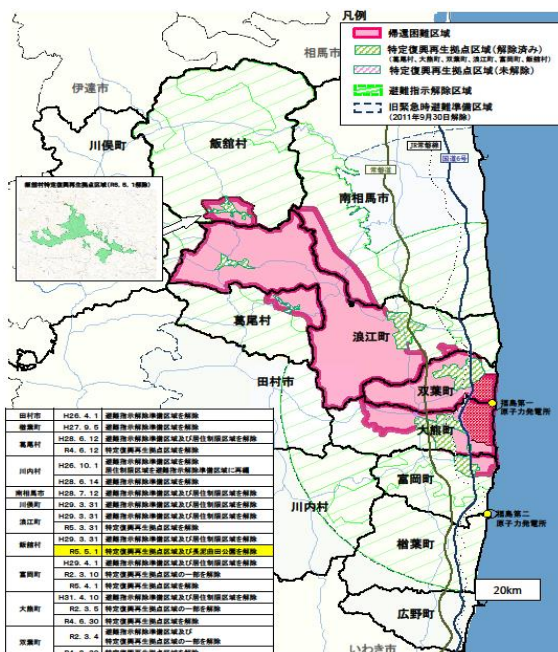 凡例
帰還困難区域
特定復興再生拠点区域(解除済み)
(葛尾村、大熊町、双葉町、浪江町、富岡町、飯舘村)
特定復興再生拠点区域(未解除)
避難指示解除区域
旧緊急時避難準備区域
(2011年9月30日解除)
相馬市
伊達市
川俣町
飯舘村
JR常磐線
国道6号
常磐道
南相馬市
飯舘村特定復興再生拠点区域(R5. 5. 1解除)
葛尾村
浪江町
田村市
双葉町
福島第一
原子力発電所
大熊町
富岡町
川内村
福島第二
原子力発電所
楢葉町
20km
広野町
いわき市
田村市 H26. 4. 1 避難指示解除準備区域を解除
楢葉町 H27. 9. 5 避難指示解除準備区域を解除
葛尾村 H28. 6. 12 避難指示解除準備区域及び居住制限区域を解除
R4. 6. 12 特定復興再生拠点区域を解除
川内村 H26. 10. 1 避難指示解除準備区域を解除
居住制限区域を避難指示解除準備区域に再編
H28. 6. 14 避難指示解除準備区域を解除
南相馬市 H28. 7. 12 避難指示解除準備区域及び居住制限区域を解除
川俣町 H29. 3. 31 避難指示解除準備区域及び居住制限区域を解除
浪江町 H29. 3. 31 避難指示解除準備区域及び居住制限区域を解除
R5. 3. 31 特定復興再生拠点区域を解除
飯舘村 H29. 3. 31 避難指示解除準備区域及び居住制限区域を解除
R5. 5. 1 特定復興再生拠点区域及び長泥曲田公園を解除
富岡町 H29. 4. 1 避難指示解除準備区域及び居住制限区域を解除
R2. 3. 10 特定復興再生拠点区域の一部を解除
R5. 4. 1 特定復興再生拠点区域を解除
大熊町 H31. 4. 10 避難指示解除準備区域及び居住制限区域を解除
R2. 3. 5 特定復興再生拠点区域の一部を解除
R4. 6. 30 特定復興再生拠点区域を解除
双葉町 R2. 3. 4 避難指示解除準備区域及び
特定復興再生拠点区域の一部を解除